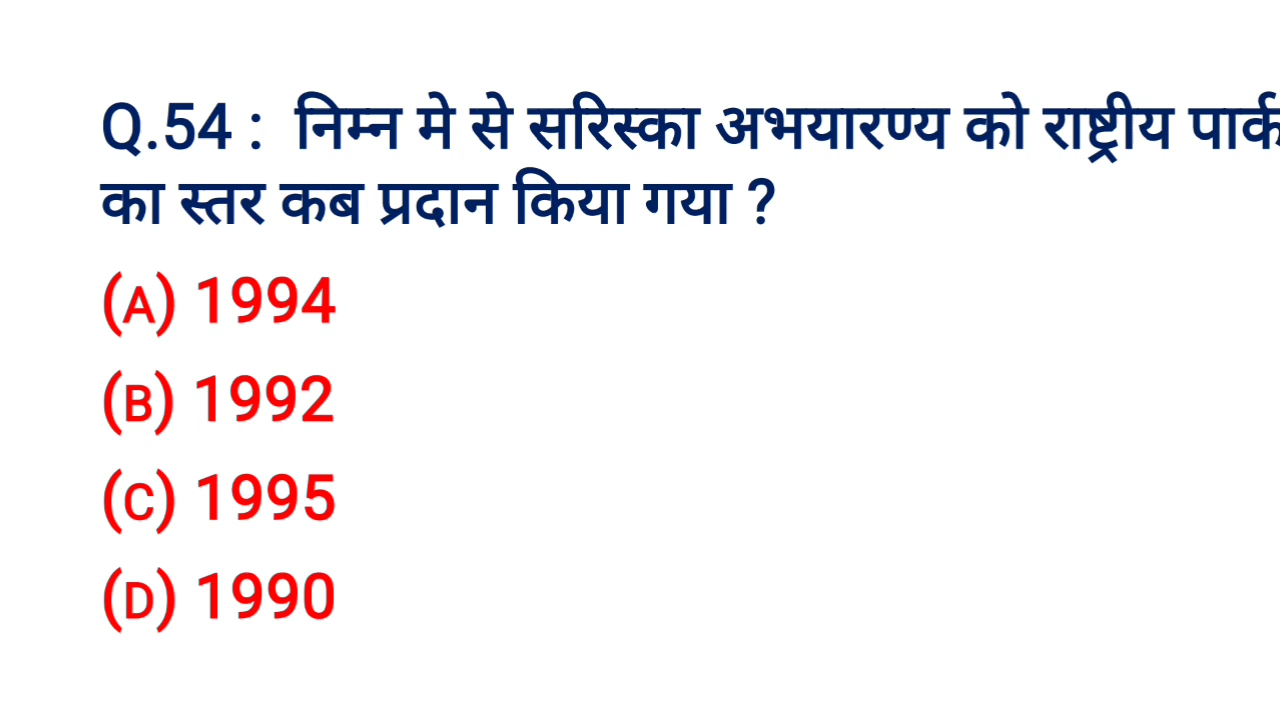 Q.54 : निम्न मे से सरिस्का अभयारण्य को राष्ट्रीय पार्क
का स्तर कब प्रदान किया गया ?
(A) 1994
(B) 1992
(C) 1995
(D) 1990